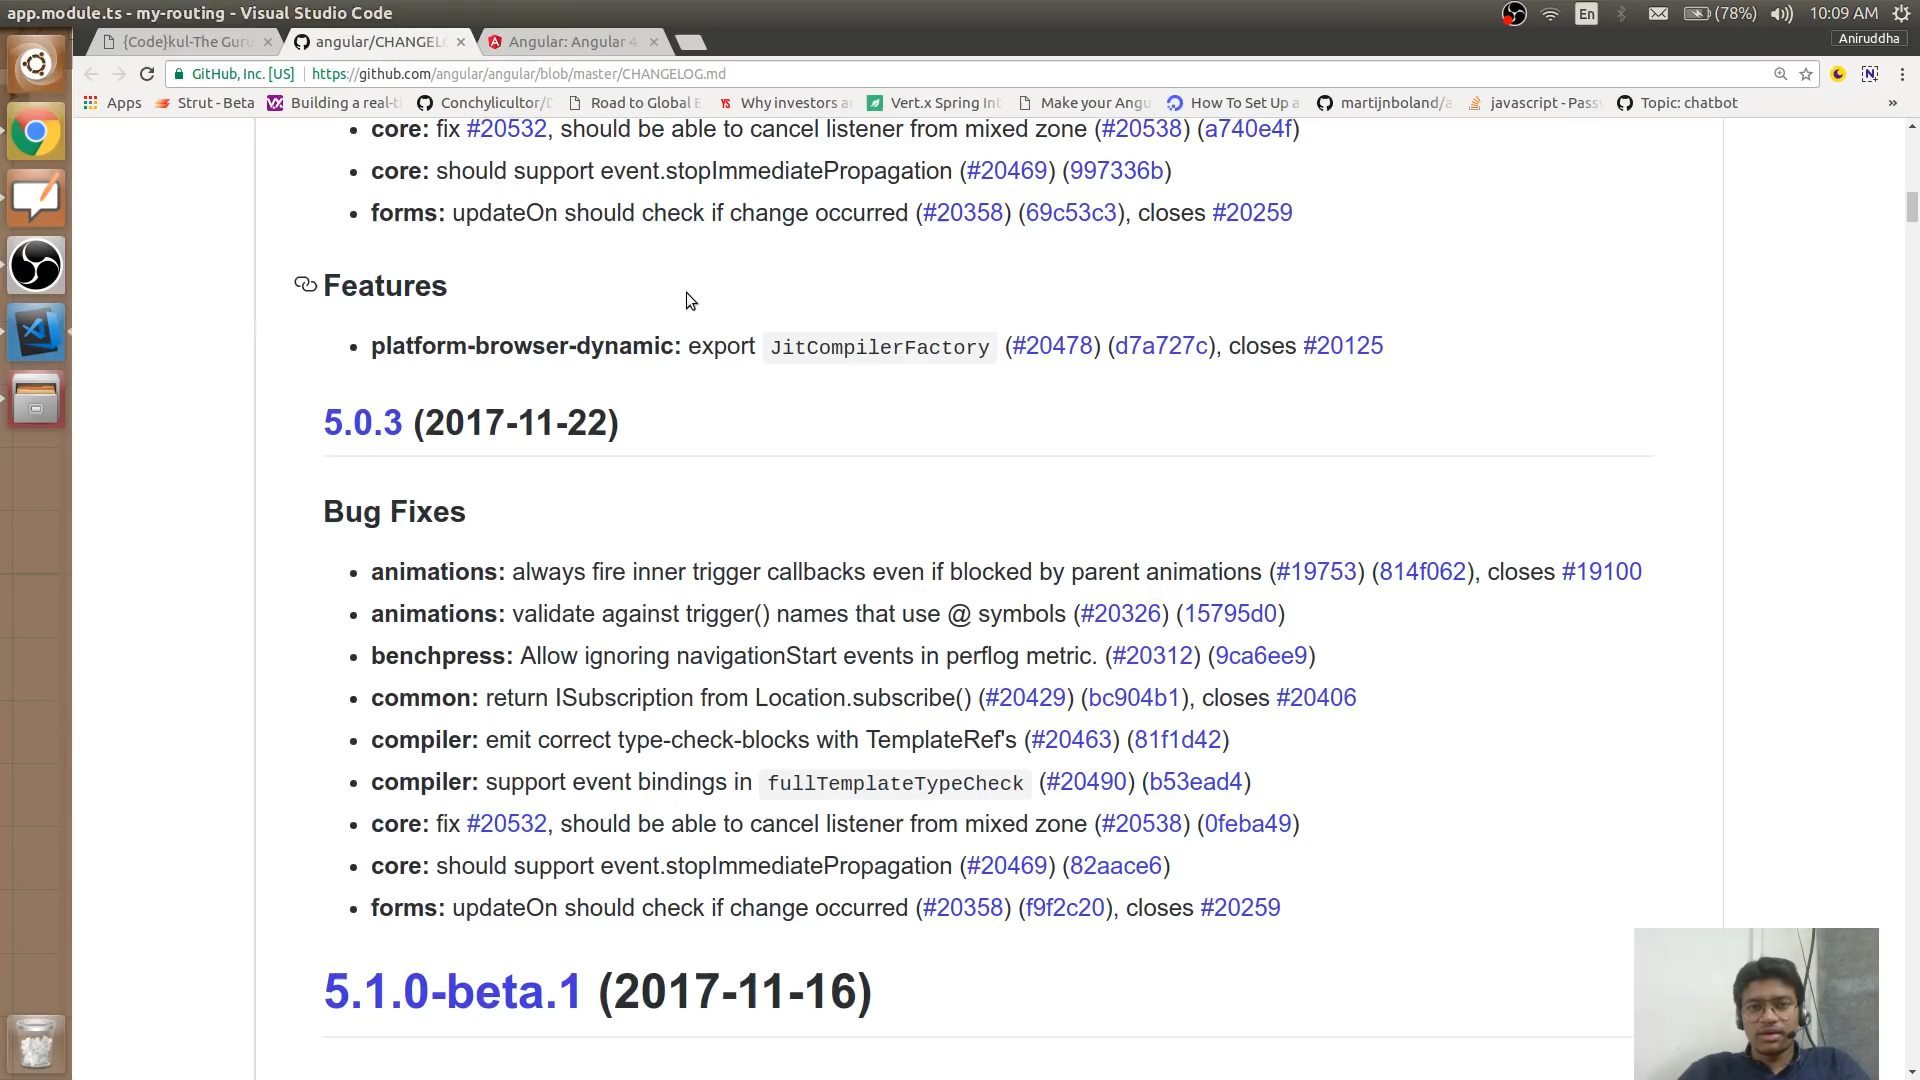 app.module.ts - my-routing - Visual Studio Code
En
(78%)
10:09 AM
Aniruddha
{Code}kul-The Guru
angular/CHANGELO
Angular: Angular 4
GitHub, Inc. [US]
https://github.com/angular/angular/blob/master/CHANGELOG.md
Apps
Strut - Beta
Building a real-ti
Conchylicultor/D
Road to Global E
Why investors a
Vert.x Spring Int
Make your Angu
How To Set Up a
martijnboland/a
javascript - Pass
Topic: chatbot
»
• core: fix #20532, should be able to cancel listener from mixed zone (#20538) (a740e4f)
• core: should support event.stopImmediatePropagation (#20469) (997336b)
• forms: updateOn should check if change occurred (#20358) (69c53c3), closes #20259
Features
• platform-browser-dynamic: export JitCompilerFactory (#20478) (d7a727c), closes #20125
5.0.3 (2017-11-22)
Bug Fixes
• animations: always fire inner trigger callbacks even if blocked by parent animations (#19753) (814f062), closes #19100
• animations: validate against trigger() names that use @ symbols (#20326) (15795d0)
• benchpress: Allow ignoring navigationStart events in perflog metric. (#20312) (9ca6ee9)
• common: return ISubscription from Location.subscribe() (#20429) (bc904b1), closes #20406
• compiler: emit correct type-check-blocks with TemplateRef's (#20463) (81f1d42)
• compiler: support event bindings in fullTemplateTypeCheck (#20490) (b53ead4)
• core: fix #20532, should be able to cancel listener from mixed zone (#20538) (0feba49)
• core: should support event.stopImmediatePropagation (#20469) (82aace6)
• forms: updateOn should check if change occurred (#20358) (f9f2c20), closes #20259
5.1.0-beta.1 (2017-11-16)